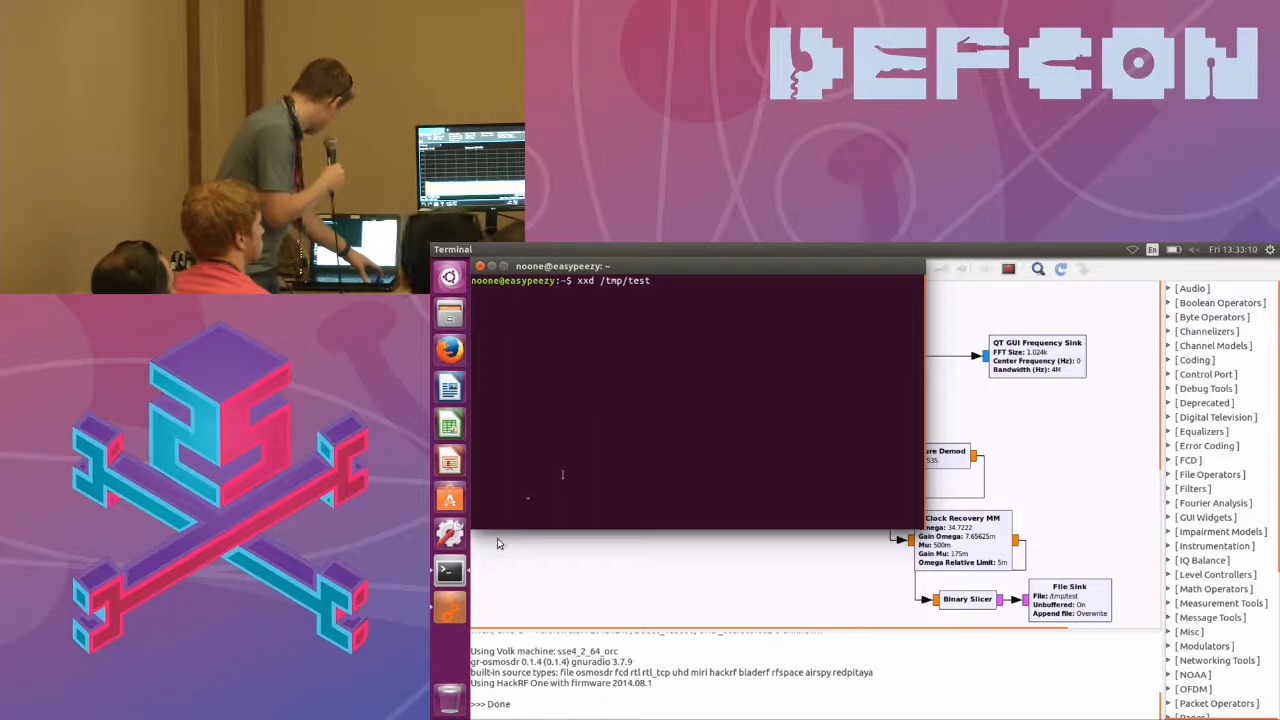 DEFCON
Terminal
En
Fri 13:33:10
noone@easypeezy: ~
noone@easypeezy:~$ xxd /tmp/test
QT GUI Frequency Sink
FFT Size: 1.024k
Center Frequency (Hz): 0
Bandwidth (Hz): 4M
ure Demod
535
Clock Recovery MM
Omega: 34.7222
Gain Omega: 7.65625m
Mu: 500m
Gain Mu: 175m
Omega Relative Limit: 5m
Binary Slicer
File Sink
File: /tmp/test
Unbuffered: On
Append file: Overwrite
[ Audio ]
[ Boolean Operators ]
[ Byte Operators ]
[ Channelizers ]
[ Channel Models ]
[ Coding ]
[ Control Port ]
[ Debug Tools ]
[ Deprecated ]
[ Digital Television ]
[ Equalizers ]
[ Error Coding ]
[ FCD ]
[ File Operators ]
[ Filters ]
[ Fourier Analysis ]
[ GUI Widgets ]
[ Impairment Models ]
[ Instrumentation ]
[ IQ Balance ]
[ Level Controllers ]
[ Math Operators ]
[ Measurement Tools ]
[ Message Tools ]
[ Misc ]
[ Modulators ]
[ Networking Tools ]
[ NOAA ]
[ OFDM ]
[ Packet Operators ]
Using Volk machine: sse4_2_64_orc
gr-osmosdr 0.1.4 (0.1.4) gnuradio 3.7.9
built-in source types: file osmosdr fcd rtl rtl_tcp uhd miri hackrf bladerf rfspace airspy redpitaya
Using HackRF One with firmware 2014.08.1
>>> Done